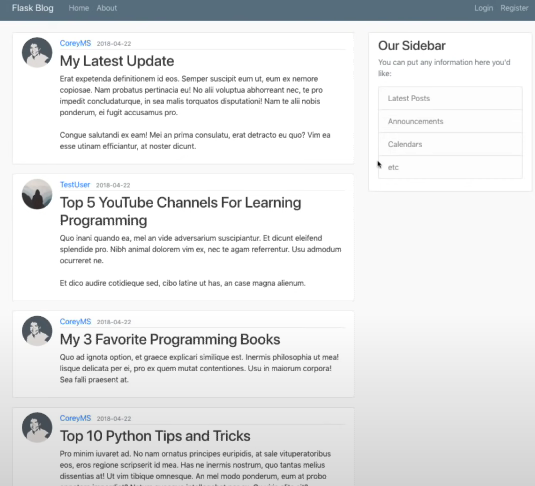 Flask Blog Home About Login Register
CoreyMS 2018-04-22
My Latest Update
Erat expetenda definitionem id eos. Semper suscipit eum ut, eum ex nemore
copiosae. Nam probatus pertinacia eu! No alii voluptua abhorreant nec, te pro
impedit concludaturque, in sea malis torquatos disputationi! Nam te alii nobis
ponderum, ei fugit accusamus pro.
Congue salutandi ex eam! Mei an prima consulatu, erat detracto eu quo? Vim ea
esse utinam efficiantur, at noster dicunt.
TestUser 2018-04-22
Top 5 YouTube Channels For Learning
Programming
Quo inani quando ea, mel an vide adversarium suscipiantur. Et dicunt eleifend
splendide pro. Nibh animal dolorem vim ex, nec te agam referrentur. Usu admodum
ocurreret ne.
Et dico audire cotidieque sed, cibo latine ut has, an case magna alienum.
CoreyMS 2018-04-22
My 3 Favorite Programming Books
Quo ad ignota option, et graece explicari similique est. Inermis philosophia ut mea!
Iisque delicata per ei, pro ex quem mutat contentiones. Usu in maiorum corpora!
Sea falli praesent at.
CoreyMS 2018-04-22
Top 10 Python Tips and Tricks
Pro minim iuvaret ad. No nam ornatus principes euripidis, at sale vituperatoribus
eos, eros regione scripserit id mea. Has ne inermis nostrum, quo tantas melius
dissentias at! Ut vim tibique omnesque. An mel modo ponderum, eum at probo
Our Sidebar
You can put any information here you'd
like:
Latest Posts
Announcements
Calendars
etc